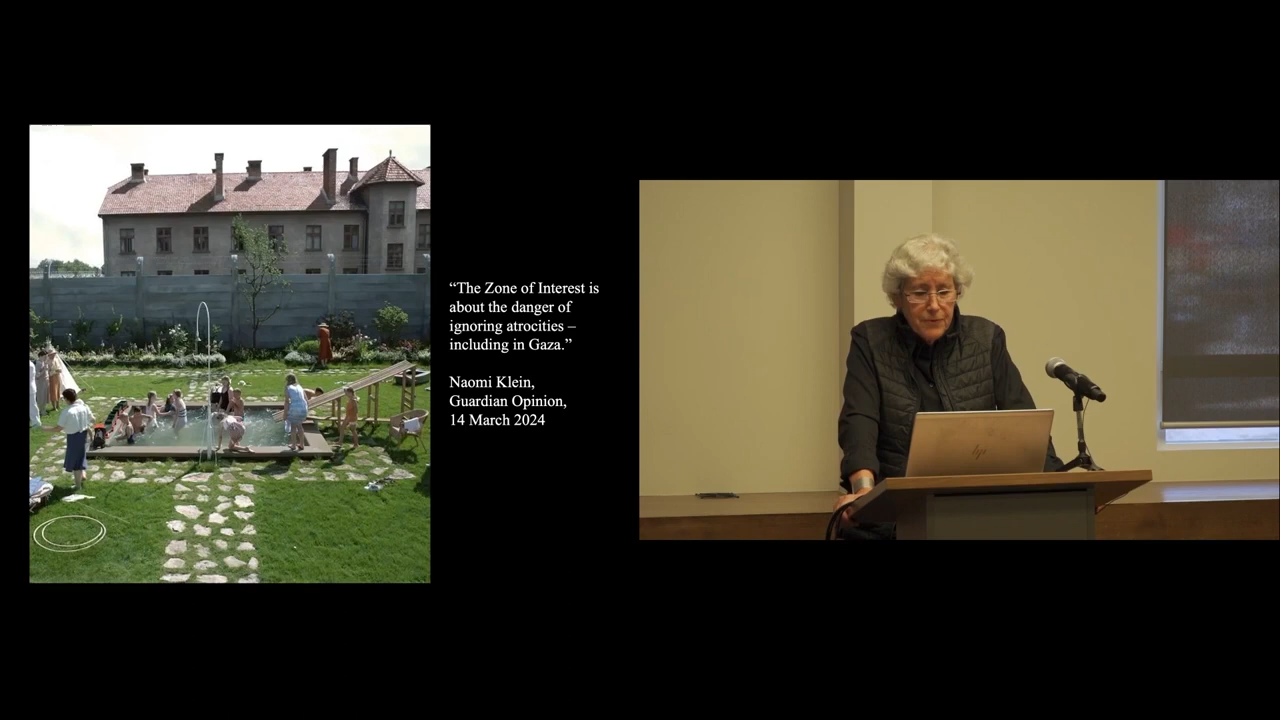 “The Zone of Interest is
about the danger of
ignoring atrocities –
including in Gaza.”
Naomi Klein,
Guardian Opinion,
14 March 2024
hp